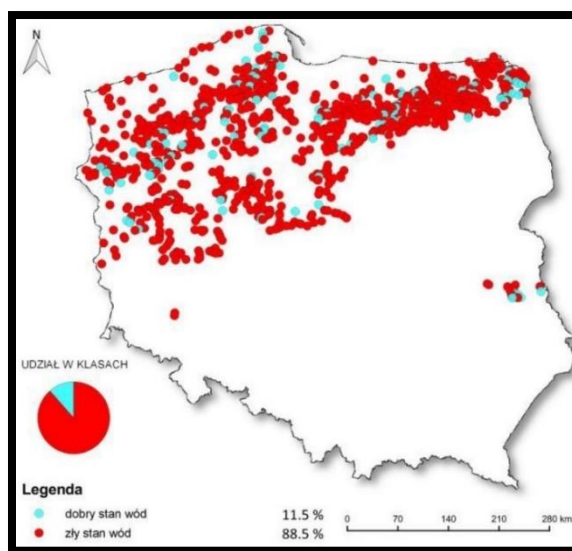 N
UDZIAŁ W KLASACH
Legenda
dobry stan wód 11.5 %
zły stan wód 88.5 %
0 70 140 210 280 km